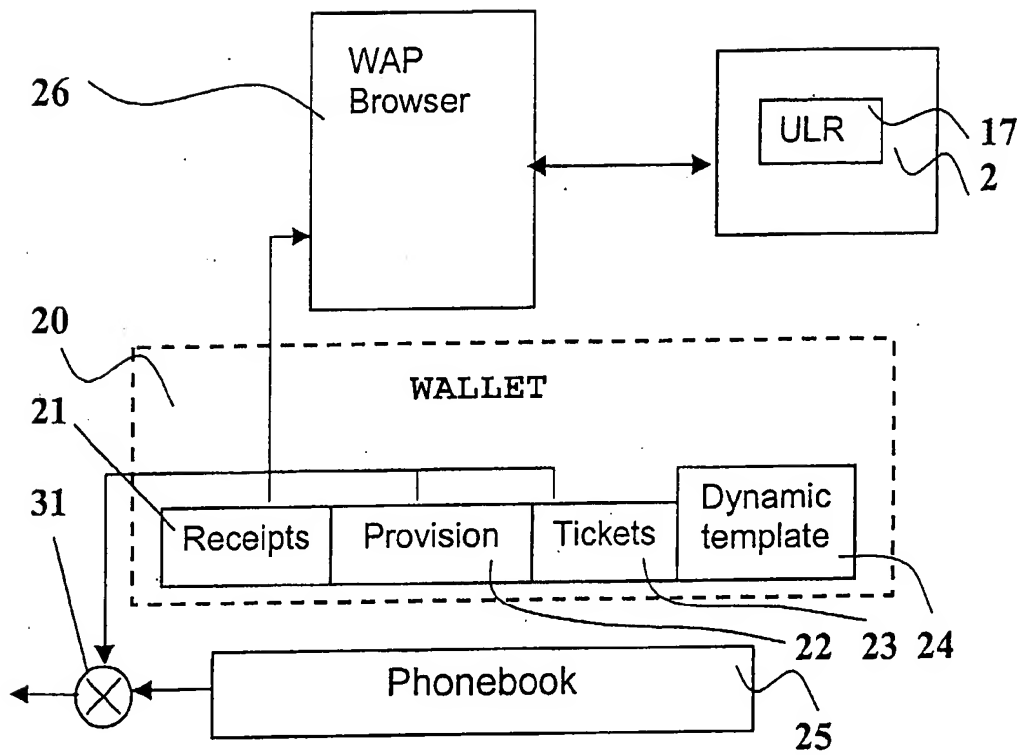 WAP
Browser
26
ULR
17
2
20
WALLET
21
31
Receipts
Provision
Tickets
Dynamic
template
22
23
24
Phonebook
25